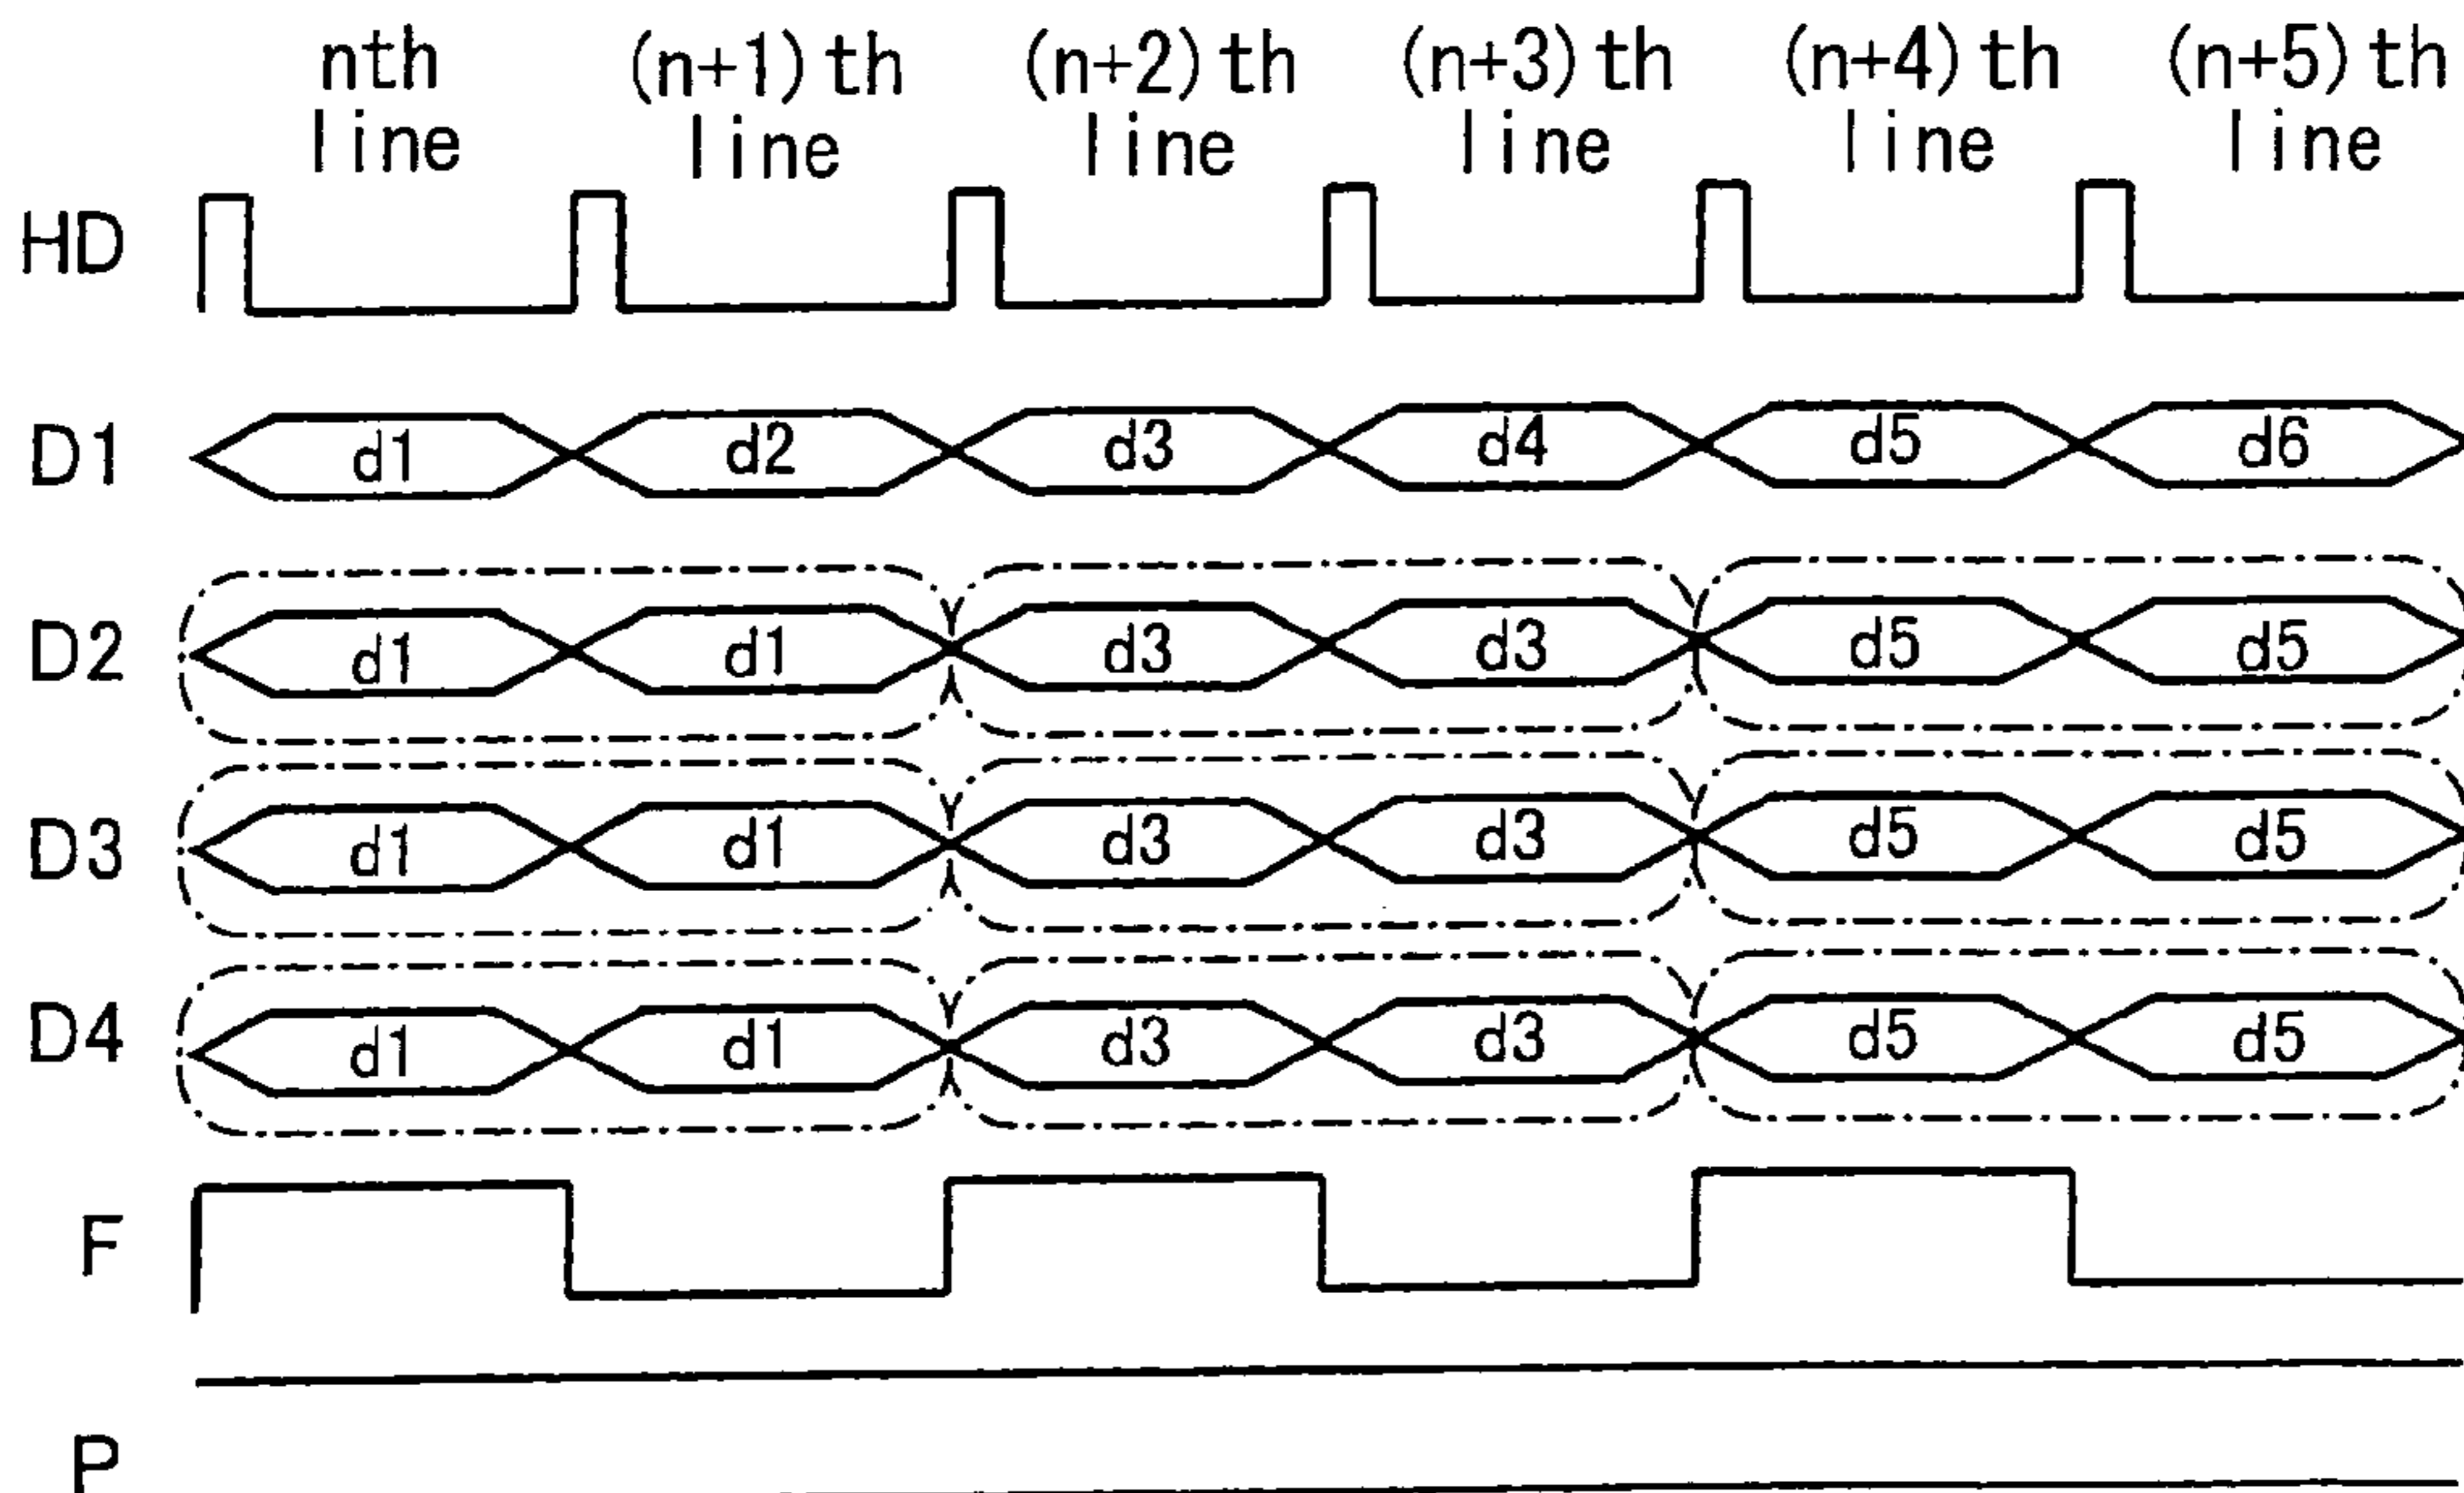 nth (n+1)th (n+2)th (n+3)th (n+4)th (n+5)th
line line line line line line
HD
D1 d1 d2 d3 d4 d5 d6
D2 d1 d1 d3 d3 d5 d5
D3 d1 d1 d3 d3 d5 d5
D4 d1 d1 d3 d3 d5 d5
F
P